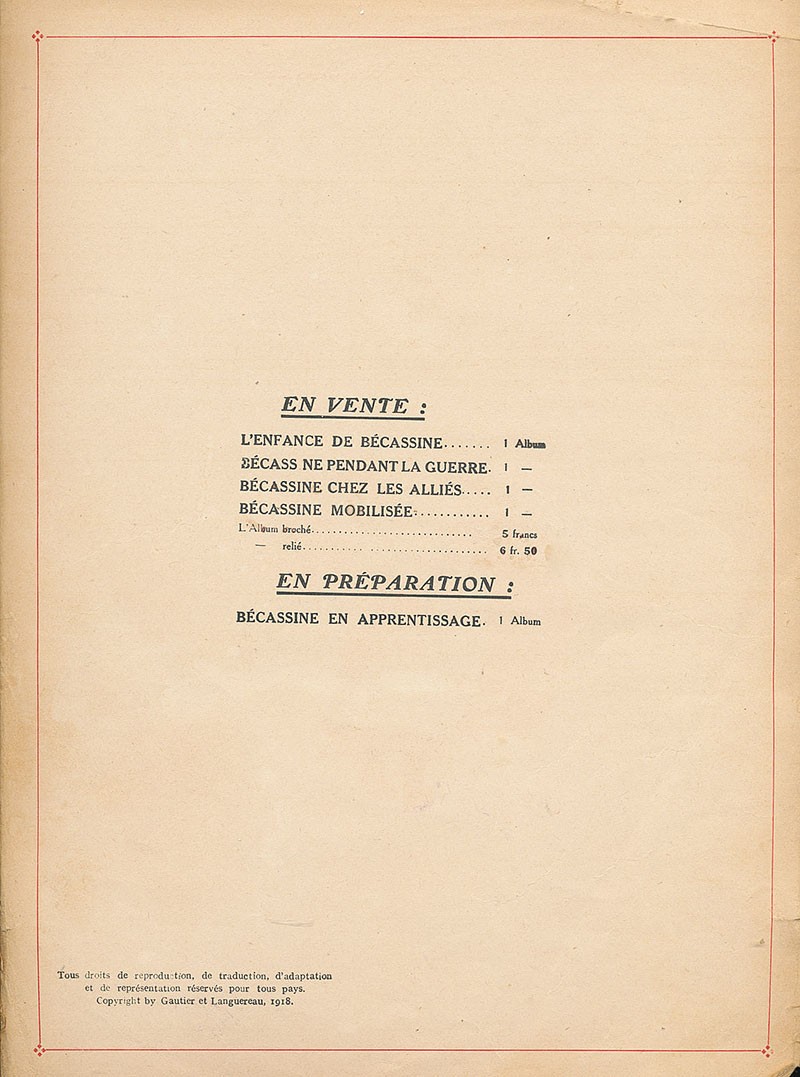 EN VENTE :
L'ENFANCE DE BÉCASSINE....... 1 Album
BÉCASS NE PENDANT LA GUERRE. 1 —
BÉCASSINE CHEZ LES ALLIÉS..... 1 —
BÉCASSINE MOBILISÉE............ 1 —
L'Album broché............................ 5 francs
— relié................................. 6 fr. 50
EN PRÉPARATION :
BÉCASSINE EN APPRENTISSAGE. 1 Album
Tous droits de reproduction, de traduction, d'adaptation
et de représentation réservés pour tous pays.
Copyright by Gautier et Languereau, 1918.